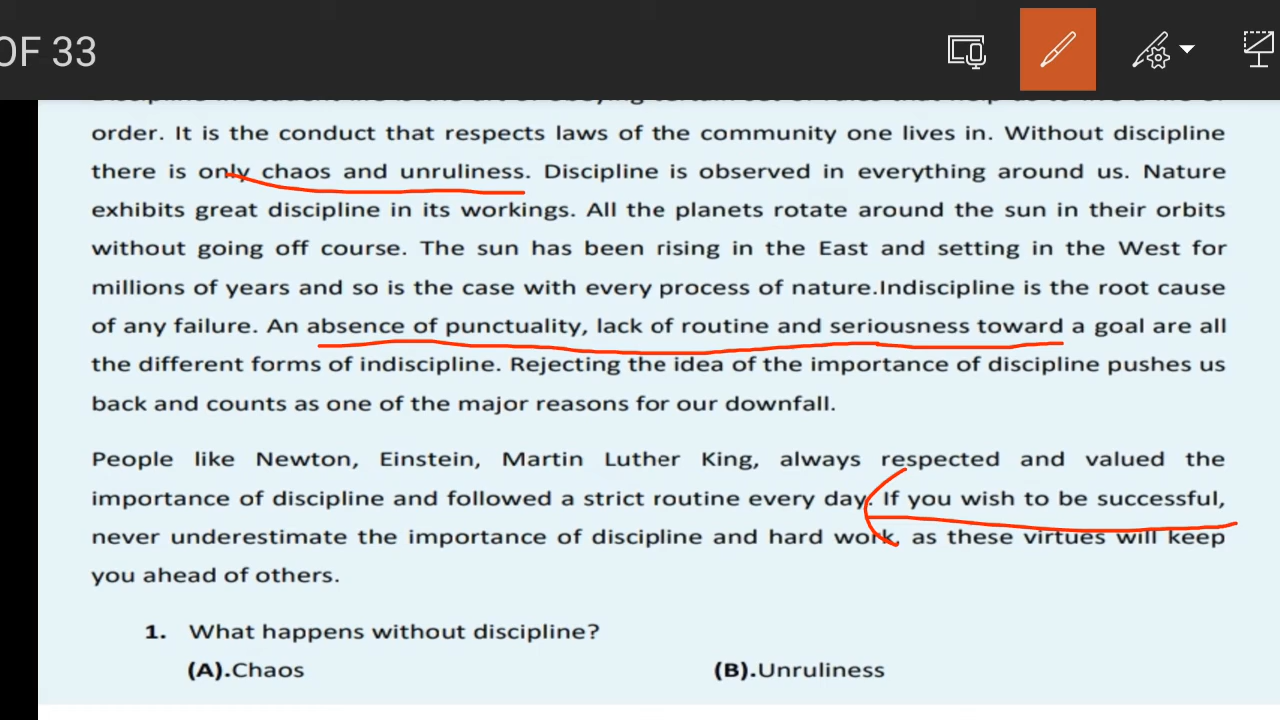 OF 33
order. It is the conduct that respects laws of the community one lives in. Without discipline
there is only chaos and unruliness. Discipline is observed in everything around us. Nature
exhibits great discipline in its workings. All the planets rotate around the sun in their orbits
without going off course. The sun has been rising in the East and setting in the West for
millions of years and so is the case with every process of nature.Indiscipline is the root cause
of any failure. An absence of punctuality, lack of routine and seriousness toward a goal are all
the different forms of indiscipline. Rejecting the idea of the importance of discipline pushes us
back and counts as one of the major reasons for our downfall.
People like Newton, Einstein, Martin Luther King, always respected and valued the
importance of discipline and followed a strict routine every day. If you wish to be successful,
never underestimate the importance of discipline and hard work, as these virtues will keep
you ahead of others.
1. What happens without discipline?
(A).Chaos (B).Unruliness